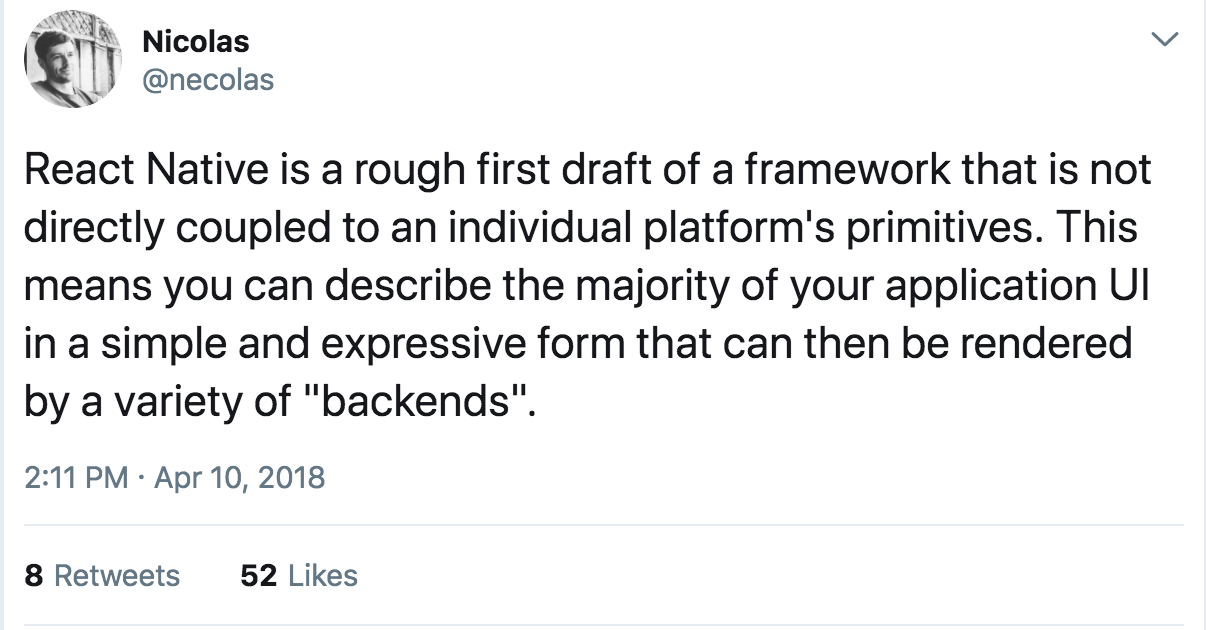 Nicolas
@necolas
React Native is a rough first draft of a framework that is not
directly coupled to an individual platform's primitives. This
means you can describe the majority of your application UI
in a simple and expressive form that can then be rendered
by a variety of "backends".
2:11 PM · Apr 10, 2018
8 Retweets 52 Likes